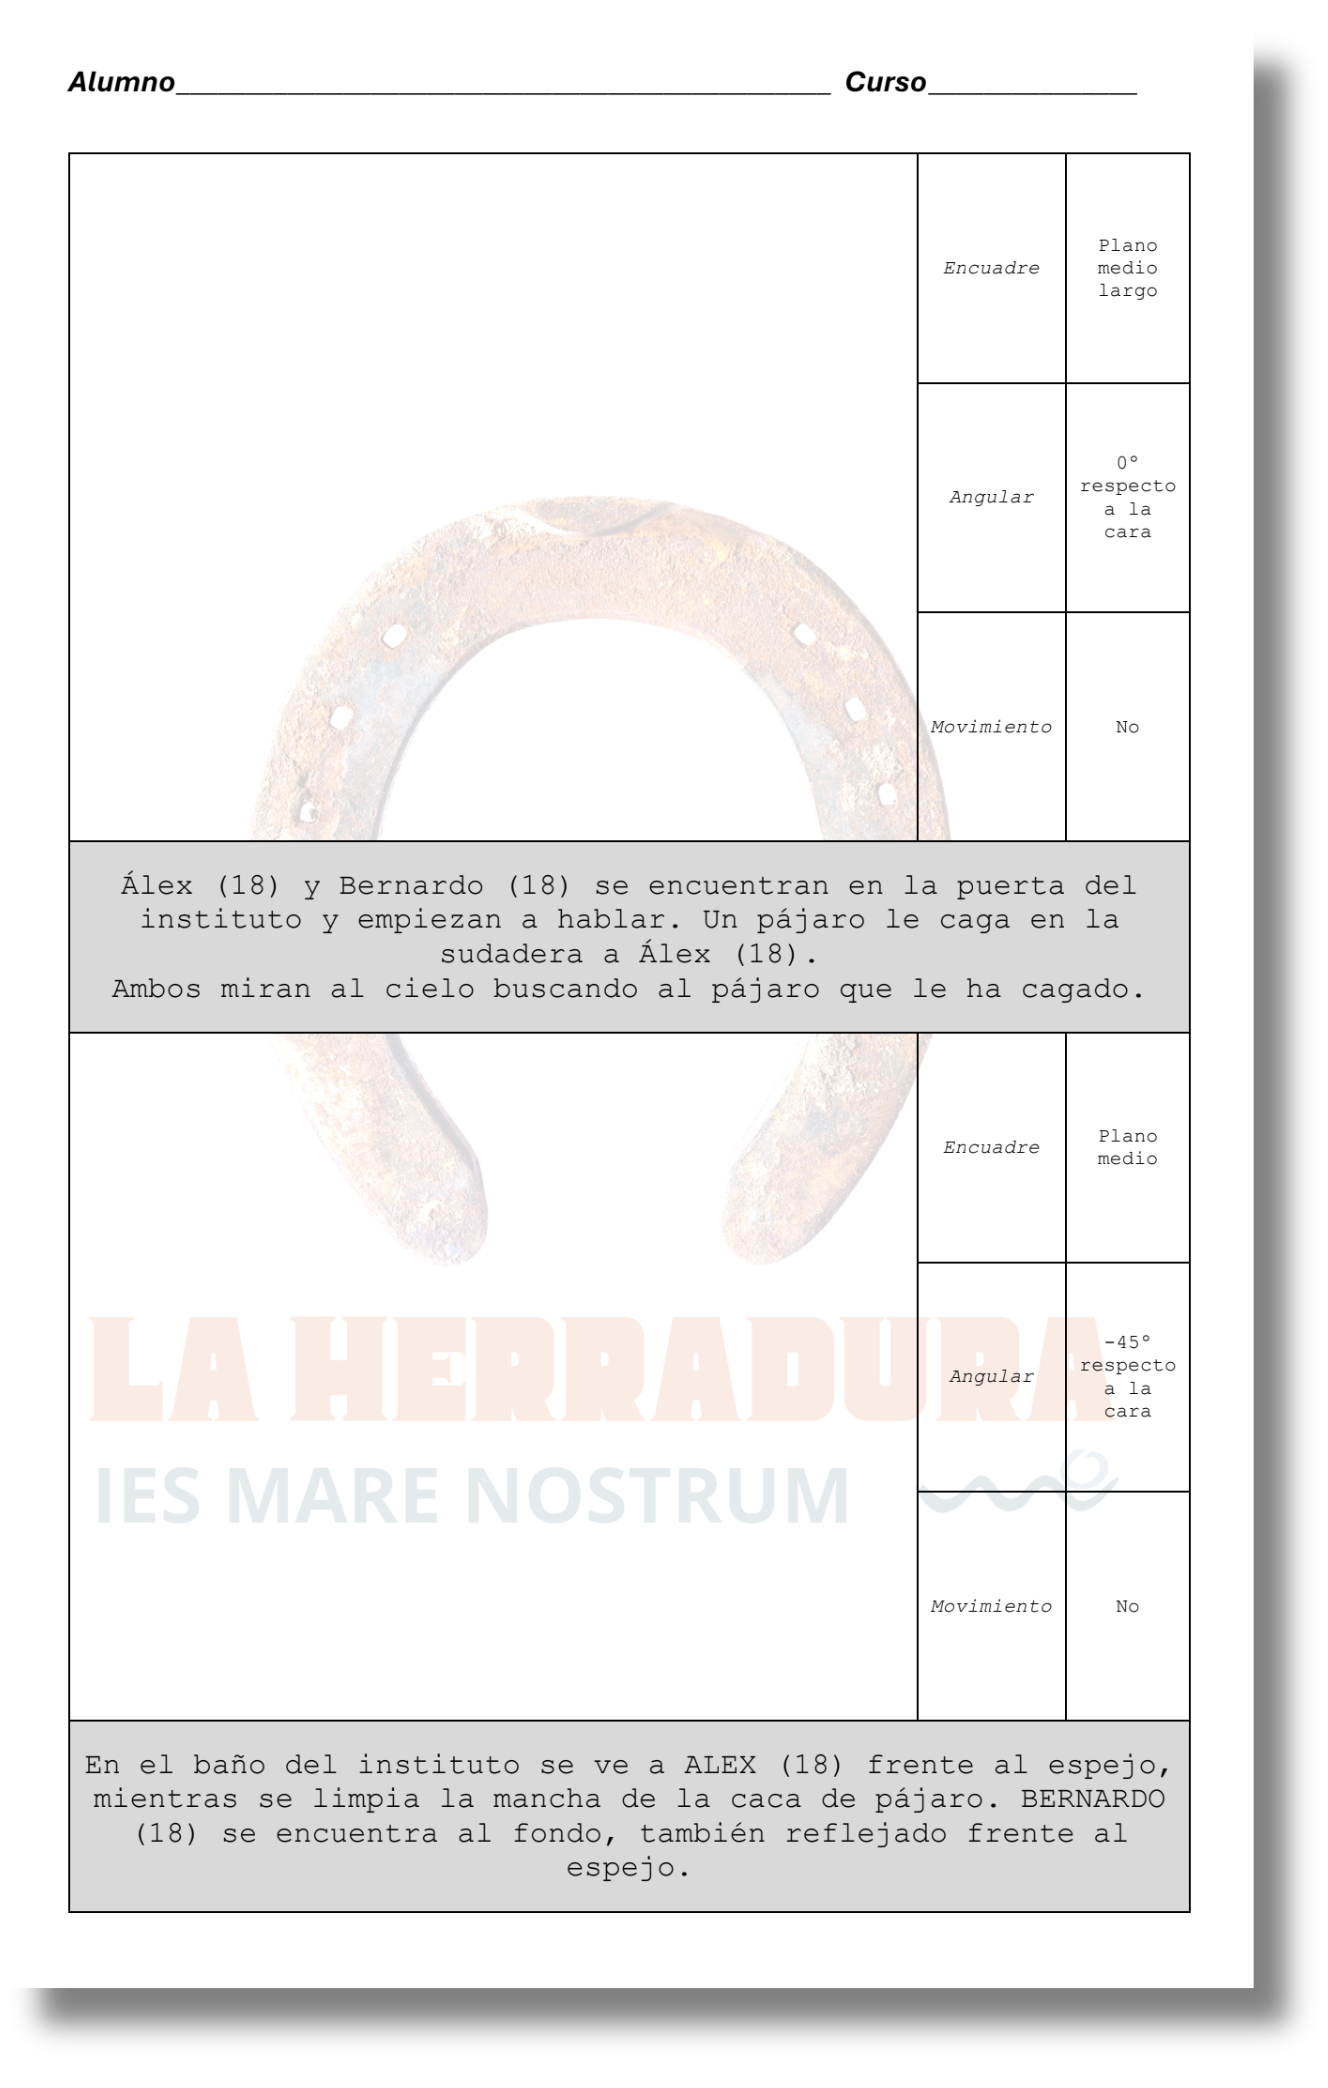 Alumno_______________________________________________ Curso_______________
Encuadre
Plano
medio
largo
Angular
0°
respecto
a la
cara
Movimiento
No
Álex (18) y Bernardo (18) se encuentran en la puerta del
instituto y empiezan a hablar. Un pájaro le caga en la
sudadera a Álex (18).
Ambos miran al cielo buscando al pájaro que le ha cagado.
Encuadre
Plano
medio
LA HERRADURA
Angular
-45°
respecto
a la
cara
IES MARE NOSTRUM
Movimiento
No
En el baño del instituto se ve a ALEX (18) frente al espejo,
mientras se limpia la mancha de la caca de pájaro. BERNARDO
(18) se encuentra al fondo, también reflejado frente al
espejo.